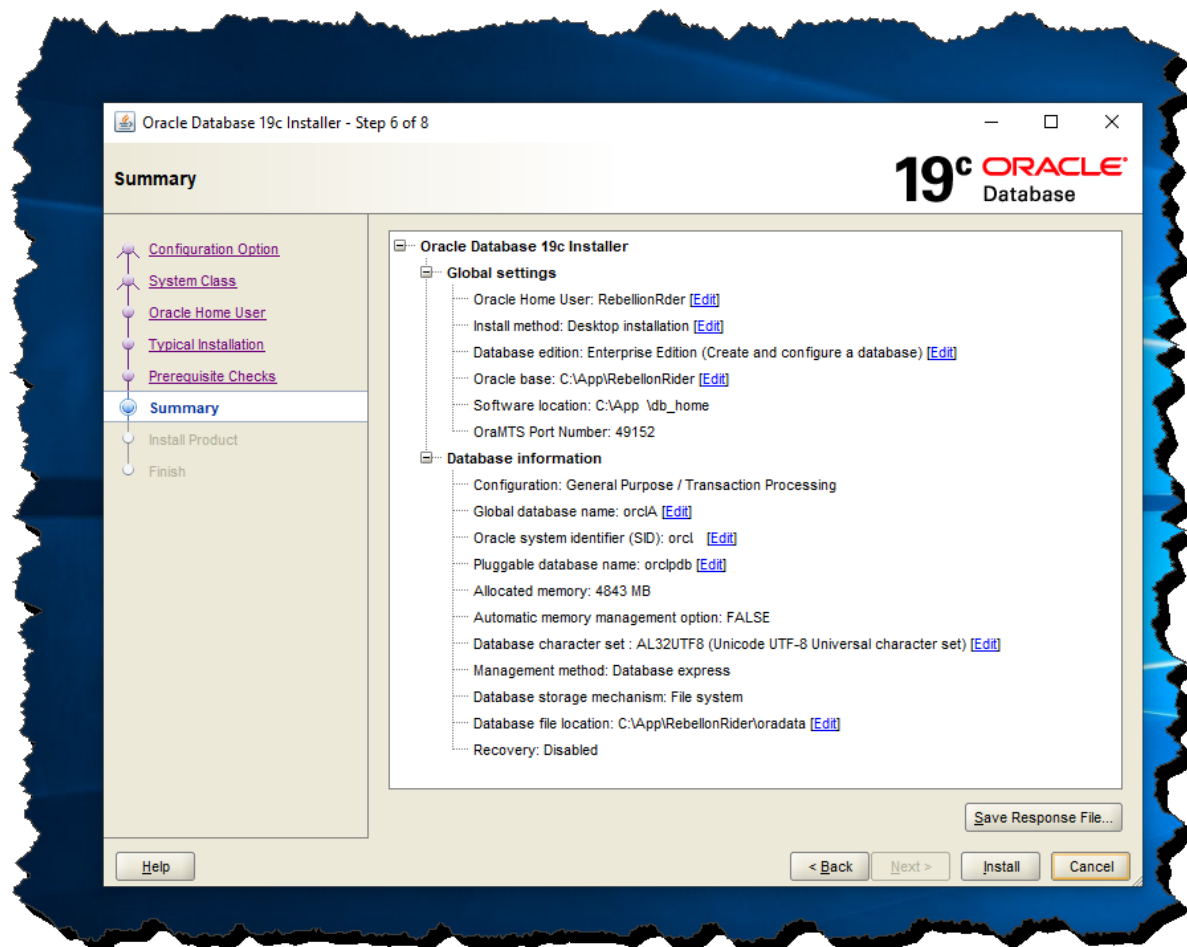 Oracle Database 19c Installer - Step 6 of 8
Summary
19c ORACLE
Database
Configuration Option
System Class
Oracle Home User
Typical Installation
Prerequisite Checks
Summary
Install Product
Finish
Oracle Database 19c Installer
Global settings
Oracle Home User: RebellionRder [Edit]
Install method: Desktop installation [Edit]
Database edition: Enterprise Edition (Create and configure a database) [Edit]
Oracle base: C:\App\RebellonRider [Edit]
Software location: C:\App \db_home
OraMTS Port Number: 49152
Database information
Configuration: General Purpose / Transaction Processing
Global database name: orclA [Edit]
Oracle system identifier (SID): orcl [Edit]
Pluggable database name: orclpdb [Edit]
Allocated memory: 4843 MB
Automatic memory management option: FALSE
Database character set : AL32UTF8 (Unicode UTF-8 Universal character set) [Edit]
Management method: Database express
Database storage mechanism: File system
Database file location: C:\App\RebellonRider\oradata [Edit]
Recovery: Disabled
Save Response File...
Help
< Back
Next >
Install
Cancel